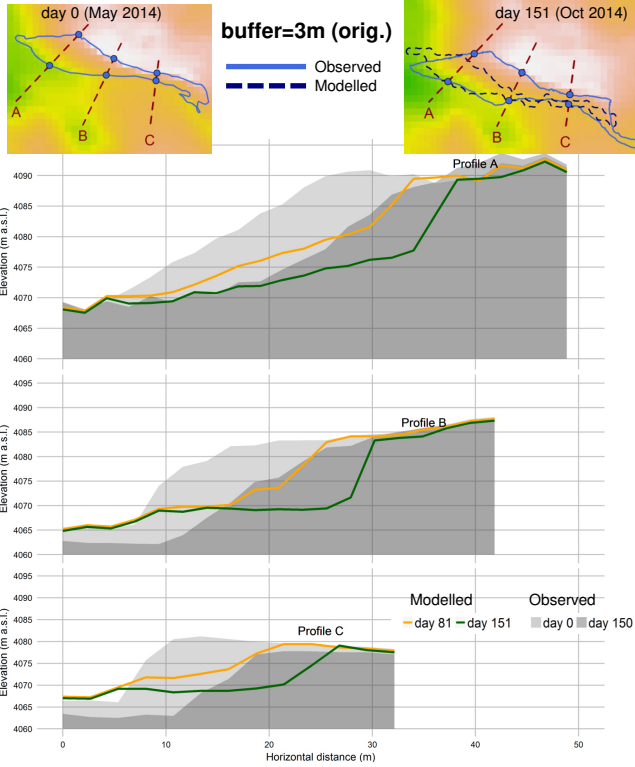 day 0 (May 2014)
buffer=3m (orig.)
day 151 (Oct 2014)
Observed
Modelled
A
B
C
A
B
C
Profile A
4090
4085
4080
4075
4070
4065
4060
Elevation (m a.s.l.)
4095
4090
4085
4080
4075
4070
4065
4060
Elevation (m a.s.l.)
Profile B
4095
4090
4085
4080
4075
4070
4065
4060
Elevation (m a.s.l.)
Modelled
day 81
day 151
Observed
day 0
day 150
Profile C
0
10
20
30
40
50
Horizontal distance (m)